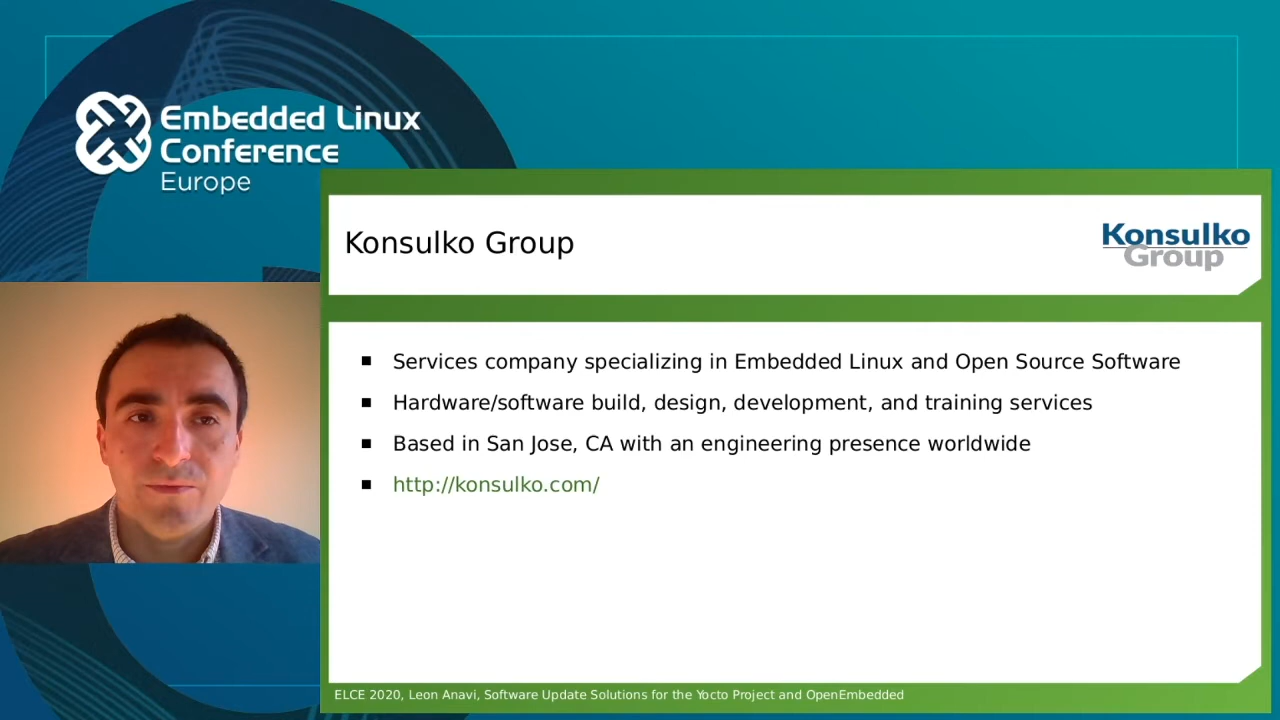 Embedded Linux
Conference
Europe
Konsulko Group
Konsulko
Group
Services company specializing in Embedded Linux and Open Source Software
Hardware/software build, design, development, and training services
Based in San Jose, CA with an engineering presence worldwide
http://konsulko.com/
ELCE 2020, Leon Anavi, Software Update Solutions for the Yocto Project and OpenEmbedded